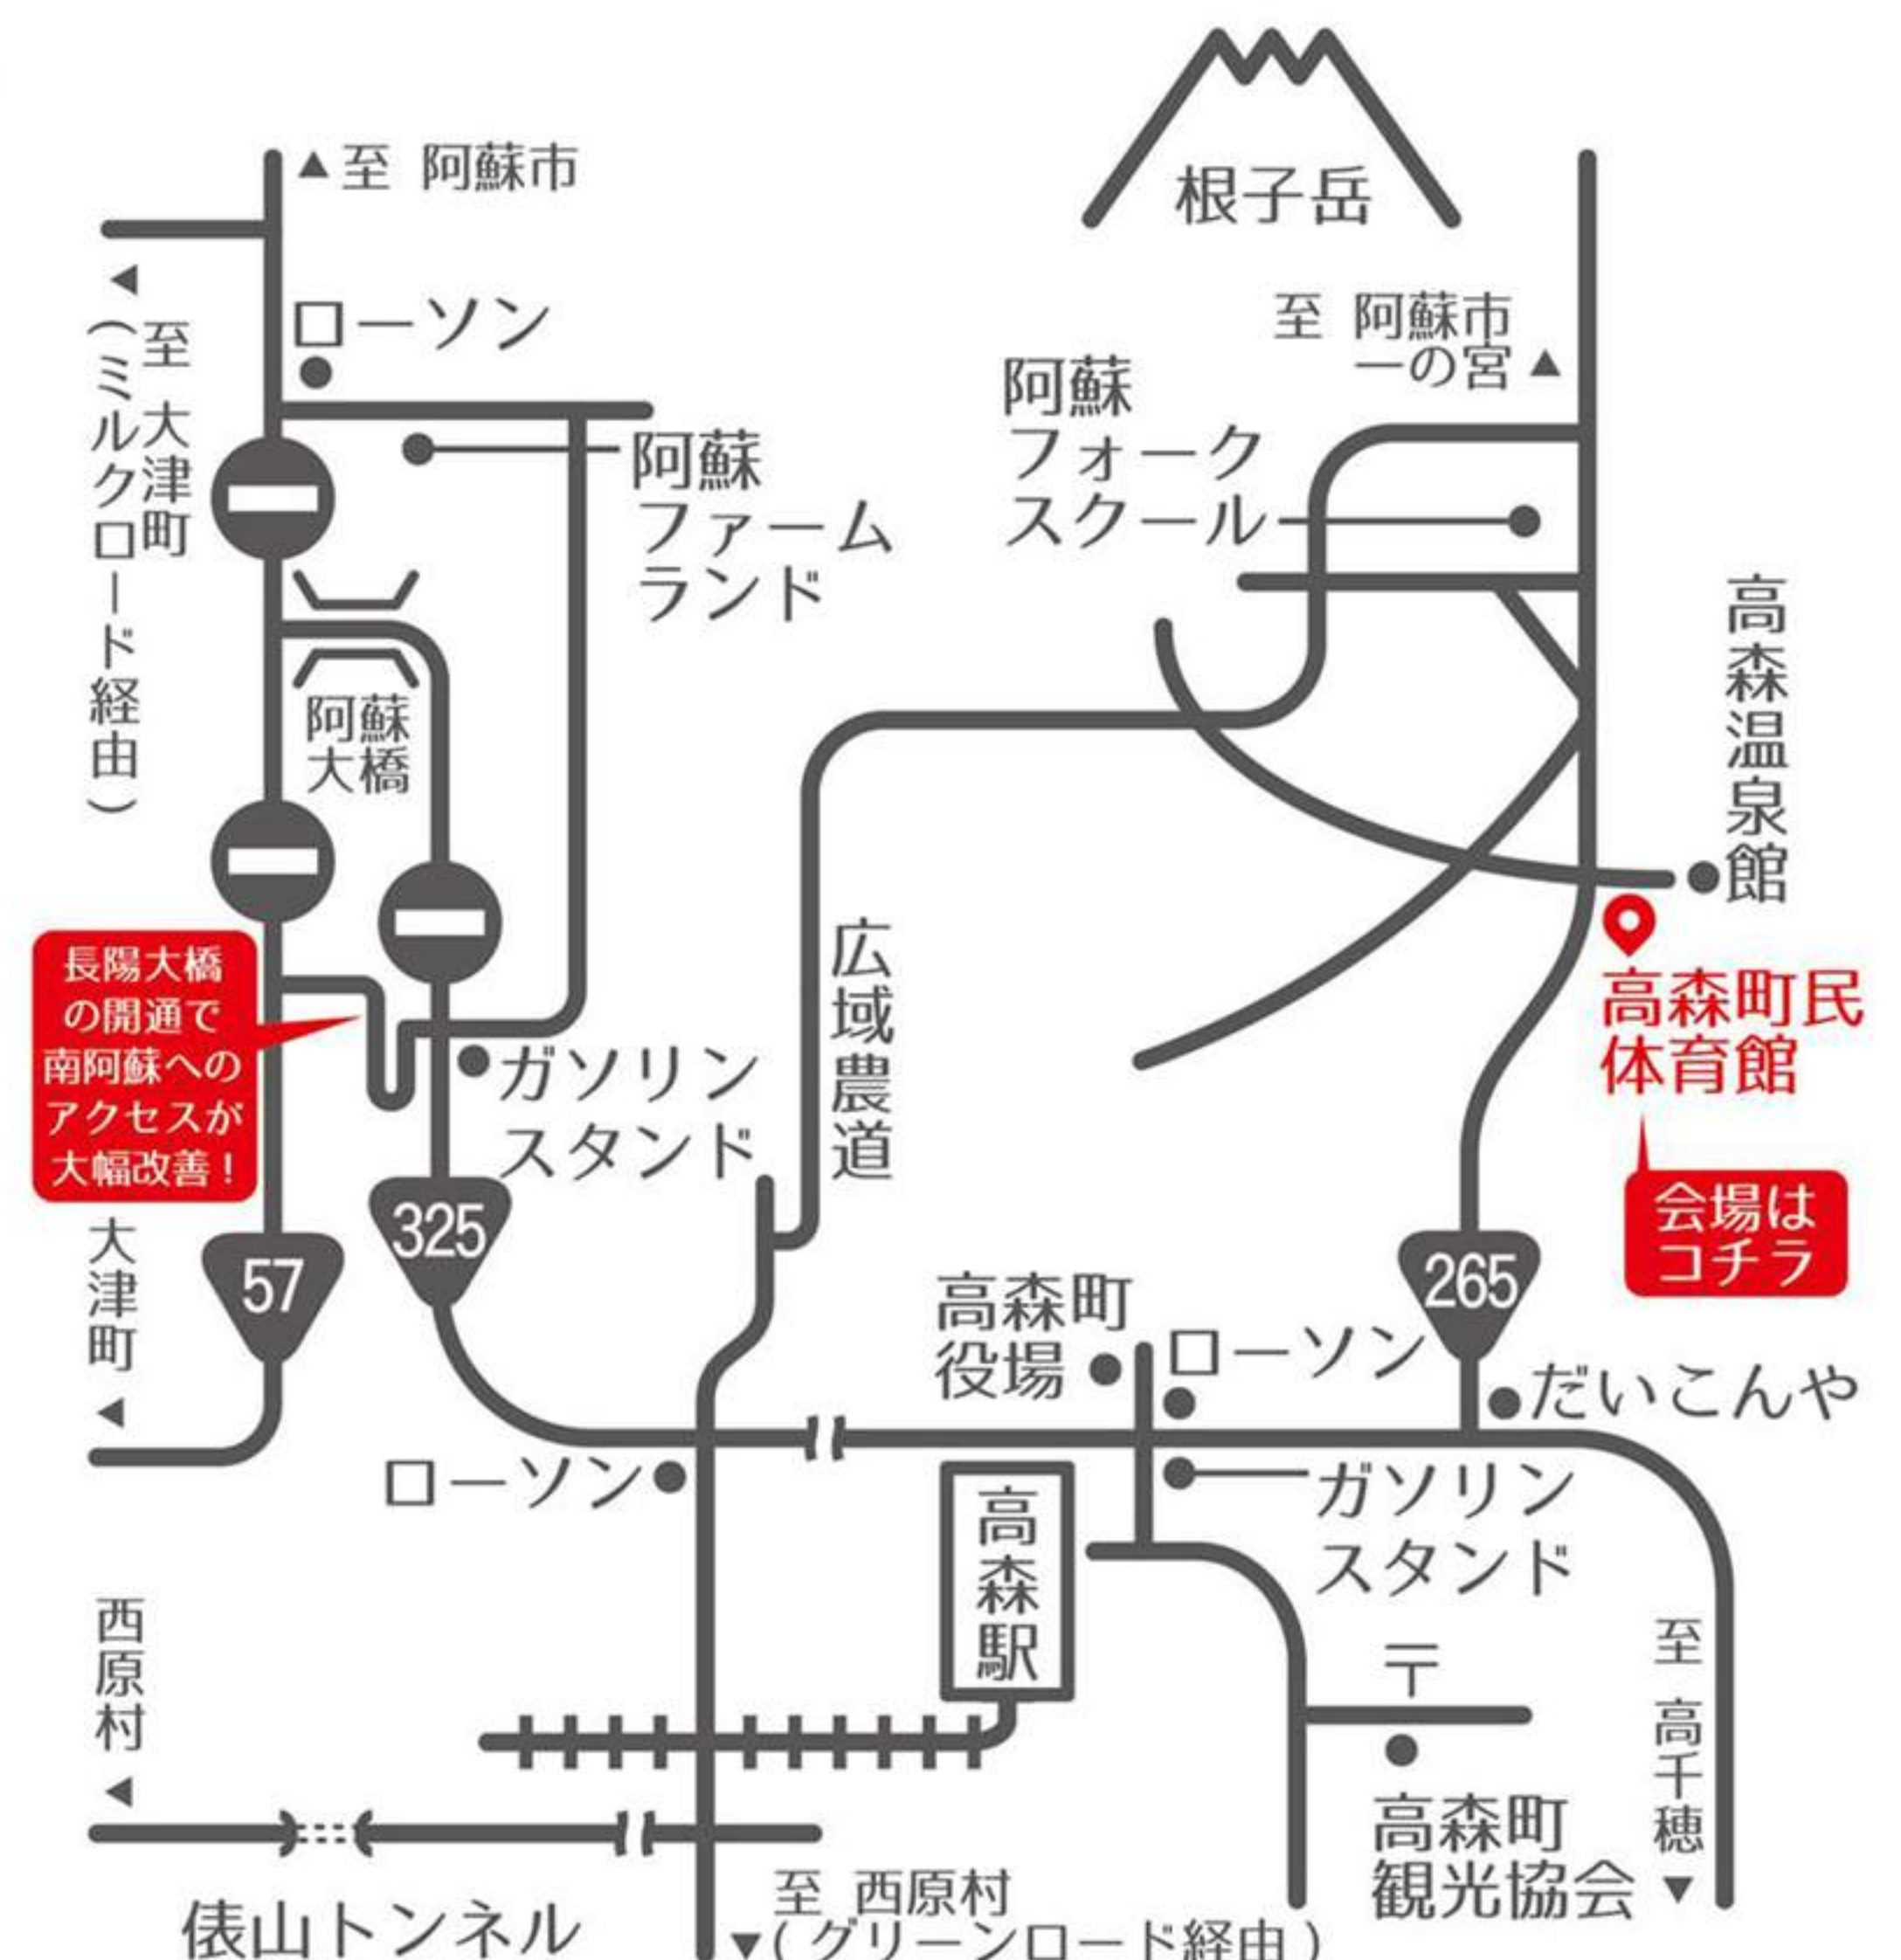 ▲至 阿蘇市
根子岳
◀至 大津町
(ミルクロード経由)
ローソン
阿蘇
ファーム
ランド
阿蘇
大橋
至 阿蘇市
一の宮▲
阿蘇
フォーク
スクール
高森温泉館
長陽大橋
の開通で
南阿蘇への
アクセスが
大幅改善！
ガソリン
スタンド
広域農道
高森町民
体育館
会場は
コチラ
大津町◀
57
325
265
高森町
役場
ローソン
だいこんや
ローソン
ガソリン
スタンド
高森駅
西原村◀
〒
高森町
観光協会
至 高千穂▼
俵山トンネル
至 西原村
▼(グリーンロード経由)